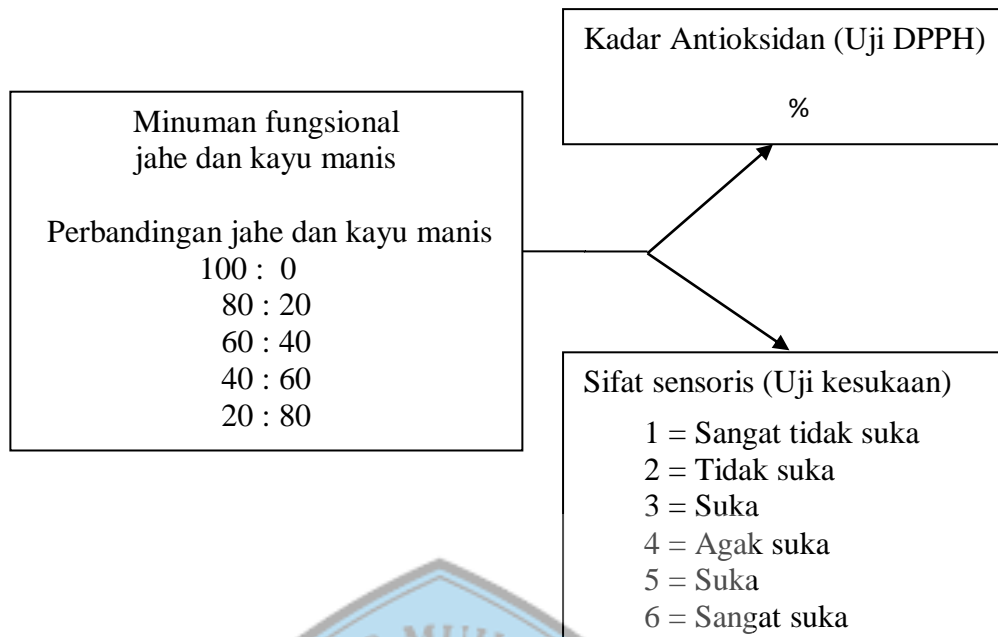 Minuman fungsional
jahe dan kayu manis
Perbandingan jahe dan kayu manis
100 : 0
80 : 20
60 : 40
40 : 60
20 : 80
Kadar Antioksidan (Uji DPPH)
%
Sifat sensoris (Uji kesukaan)
1 = Sangat tidak suka
2 = Tidak suka
3 = Suka
4 = Agak suka
5 = Suka
6 = Sangat suka